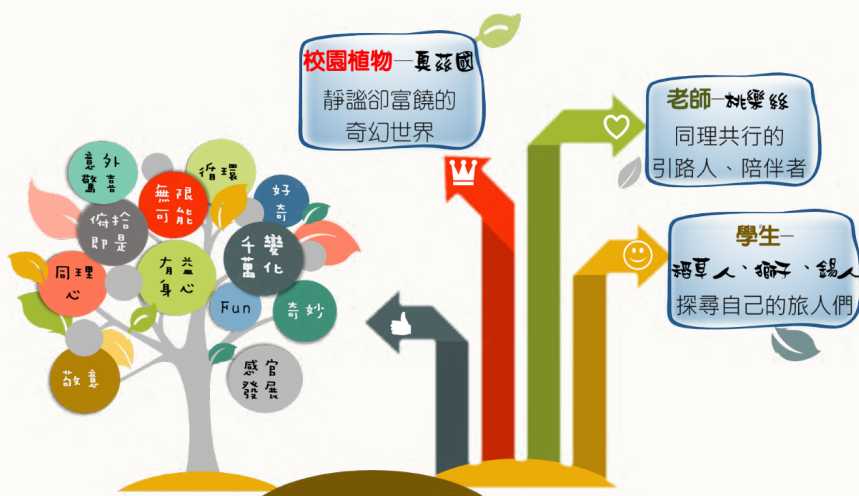 校園植物—奧茲國
靜謐卻富饒的
奇幻世界
老師—桃樂絲
同理共行的
引路人、陪伴者
學生—
稻草人、獅子、錫人
探尋自己的旅人們
意外
驚喜
循環
無限
可能
好
奇
俯拾
即是
千變
萬化
同理
心
有益
身心
Fun
奇妙
敬意
感官
發展